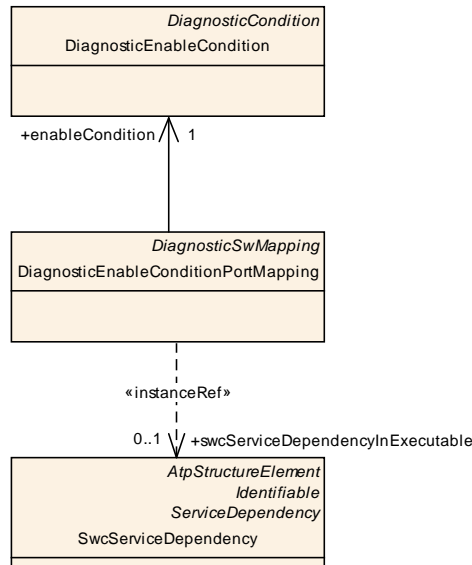 DiagnosticCondition
DiagnosticEnableCondition
+enableCondition 1
DiagnosticSwMapping
DiagnosticEnableConditionPortMapping
«instanceRef»
0..1 +swcServiceDependencyInExecutable
AtpStructureElement
Identifiable
ServiceDependency
SwcServiceDependency